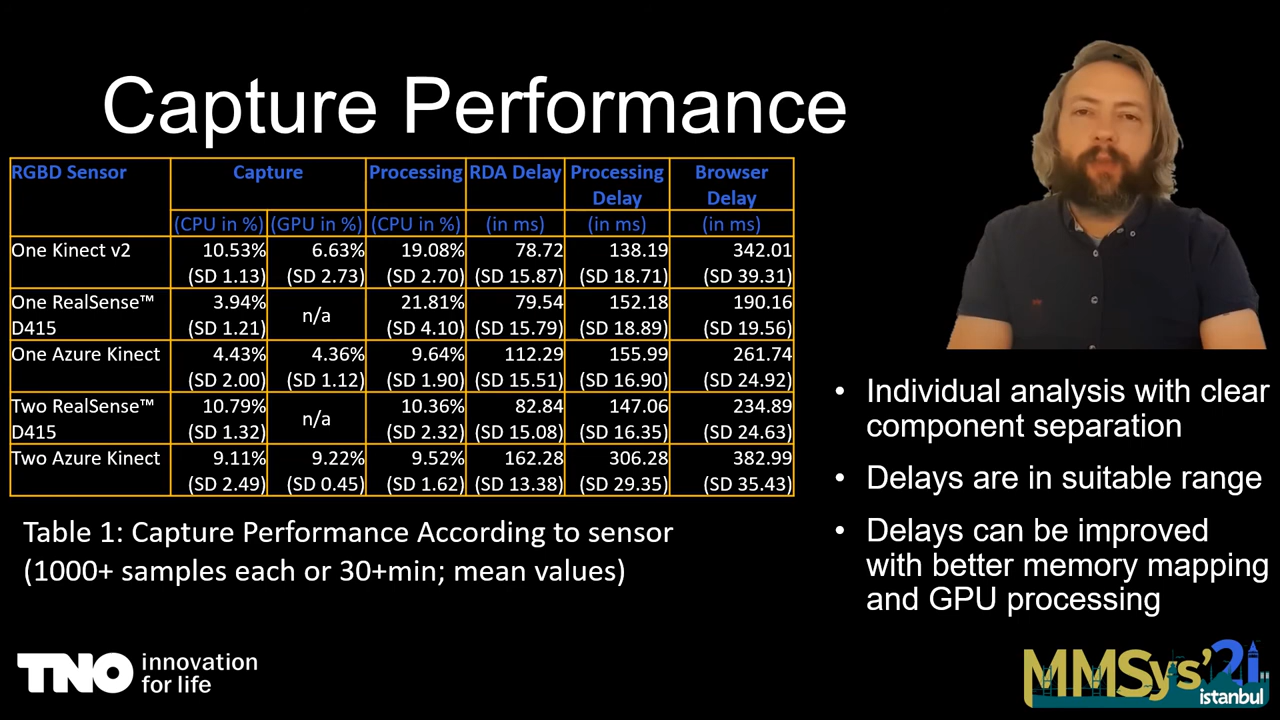 Capture Performance
RGBD Sensor Capture Processing RDA Delay Processing Delay Browser Delay
(CPU in %) (GPU in %) (CPU in %) (in ms) (in ms) (in ms)
One Kinect v2 10.53% 6.63% 19.08% 78.72 138.19 342.01
(SD 1.13) (SD 2.73) (SD 2.70) (SD 15.87) (SD 18.71) (SD 39.31)
One RealSense™ 3.94% n/a 21.81% 79.54 152.18 190.16
D415 (SD 1.21) (SD 4.10) (SD 15.79) (SD 18.89) (SD 19.56)
One Azure Kinect 4.43% 4.36% 9.64% 112.29 155.99 261.74
(SD 2.00) (SD 1.12) (SD 1.90) (SD 15.51) (SD 16.90) (SD 24.92)
Two RealSense™ 10.79% n/a 10.36% 82.84 147.06 234.89
D415 (SD 1.32) (SD 2.32) (SD 15.08) (SD 16.35) (SD 24.63)
Two Azure Kinect 9.11% 9.22% 9.52% 162.28 306.28 382.99
(SD 2.49) (SD 0.45) (SD 1.62) (SD 13.38) (SD 29.35) (SD 35.43)
Table 1: Capture Performance According to sensor
(1000+ samples each or 30+min; mean values)
• Individual analysis with clear
component separation
• Delays are in suitable range
• Delays can be improved
with better memory mapping
and GPU processing
TNO innovation
for life
MMSys'21
istanbul